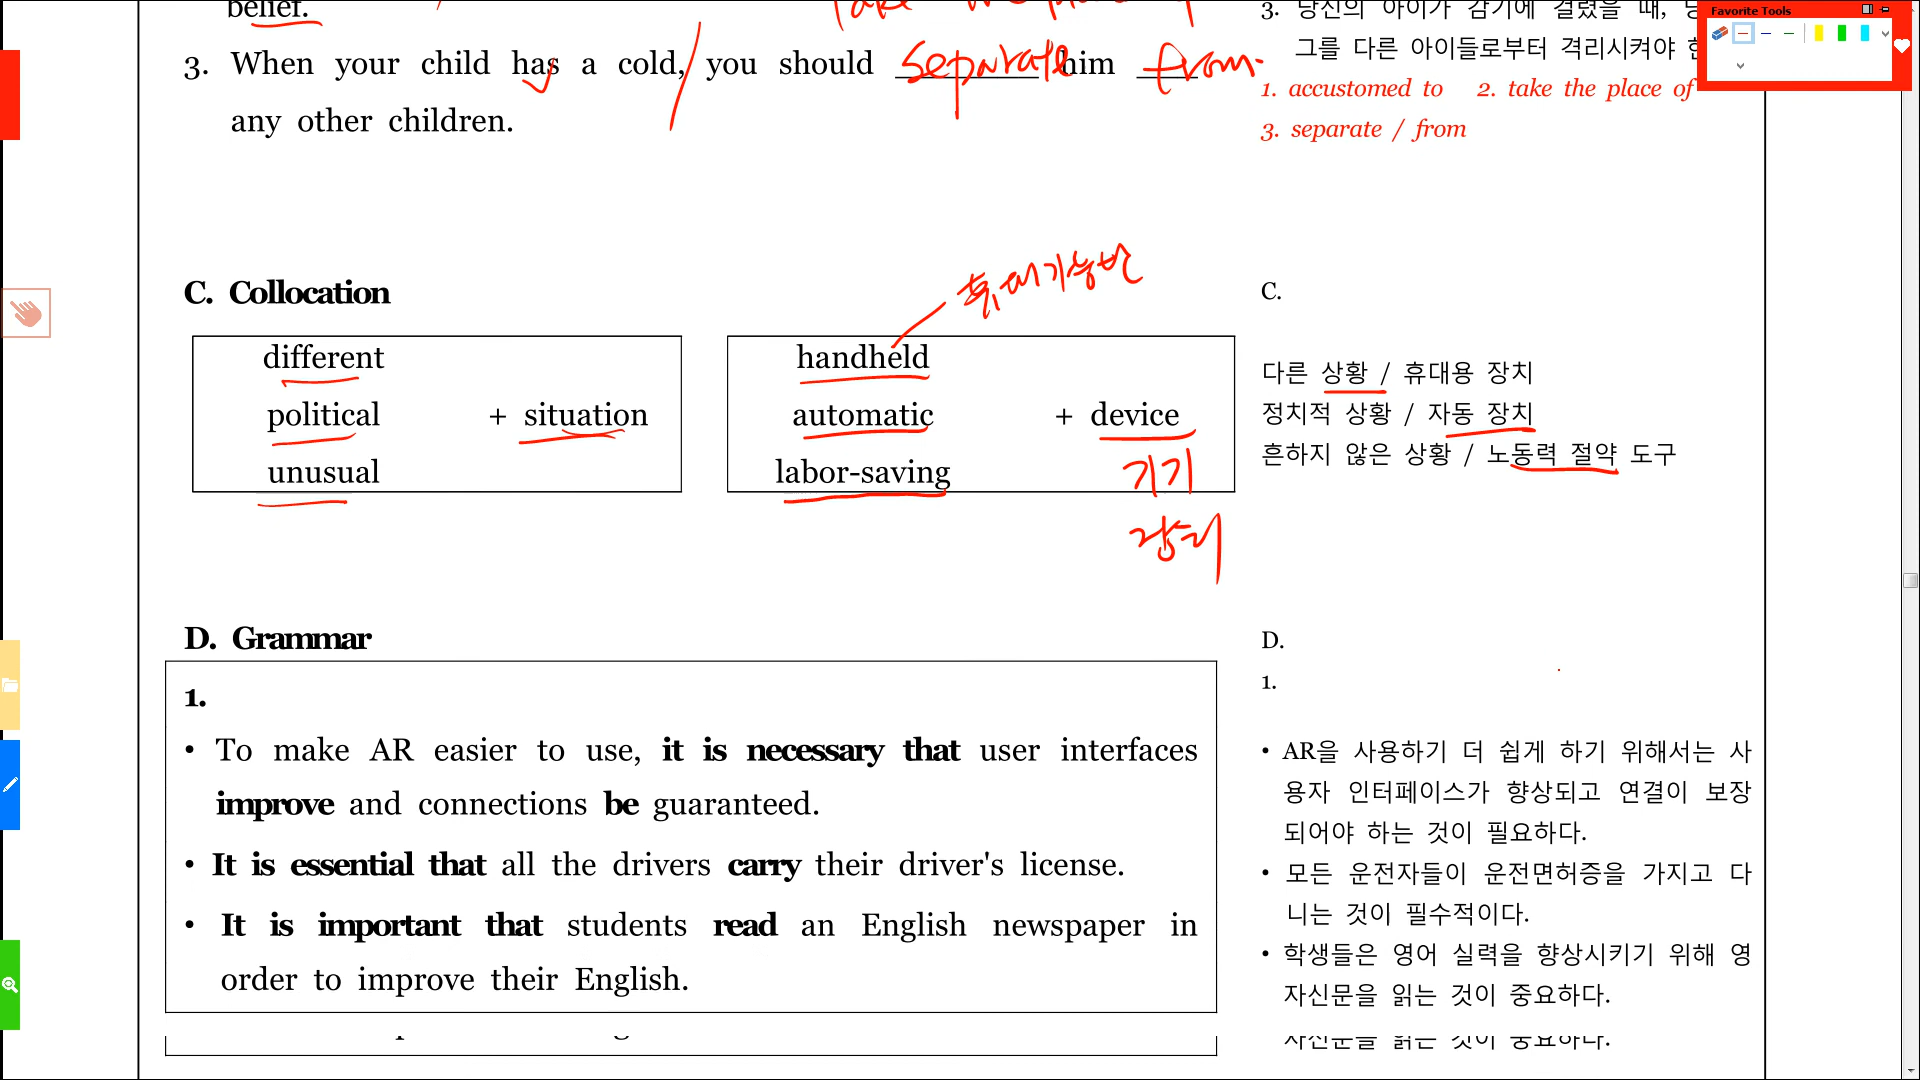 belief.
3. 당신의 아이가 감기에 걸렸을 때,
Favorite Tools
3. When your child has a cold, you should separate him from
그를 다른 아이들로부터 격리시켜야
any other children.
1. accustomed to 2. take the place of
3. separate / from
휴대가능한
C. Collocation
C.
different
political
unusual
+ situation
handheld
automatic
labor-saving
+ device
기기
장치
다른 상황 / 휴대용 장치
정치적 상황 / 자동 장치
흔하지 않은 상황 / 노동력 절약 도구
D. Grammar
D.
1.
1.
• To make AR easier to use, it is necessary that user interfaces
improve and connections be guaranteed.
• It is essential that all the drivers carry their driver's license.
• It is important that students read an English newspaper in
order to improve their English.
• AR을 사용하기 더 쉽게 하기 위해서는 사
용자 인터페이스가 향상되고 연결이 보장
되어야 하는 것이 필요하다.
• 모든 운전자들이 운전면허증을 가지고 다
니는 것이 필수적이다.
• 학생들은 영어 실력을 향상시키기 위해 영
자신문을 읽는 것이 중요하다.
자신문을 읽는 것이 중요하다.